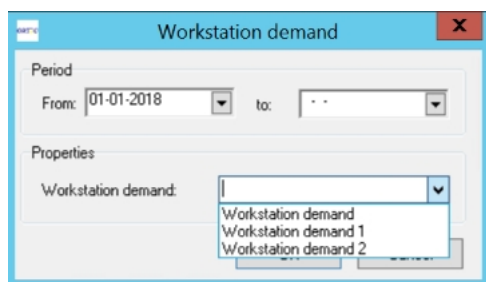 Workstation demand
X
Period
From: 01-01-2018 to: - -
Properties
Workstation demand:
Workstation demand
Workstation demand 1
Workstation demand 2